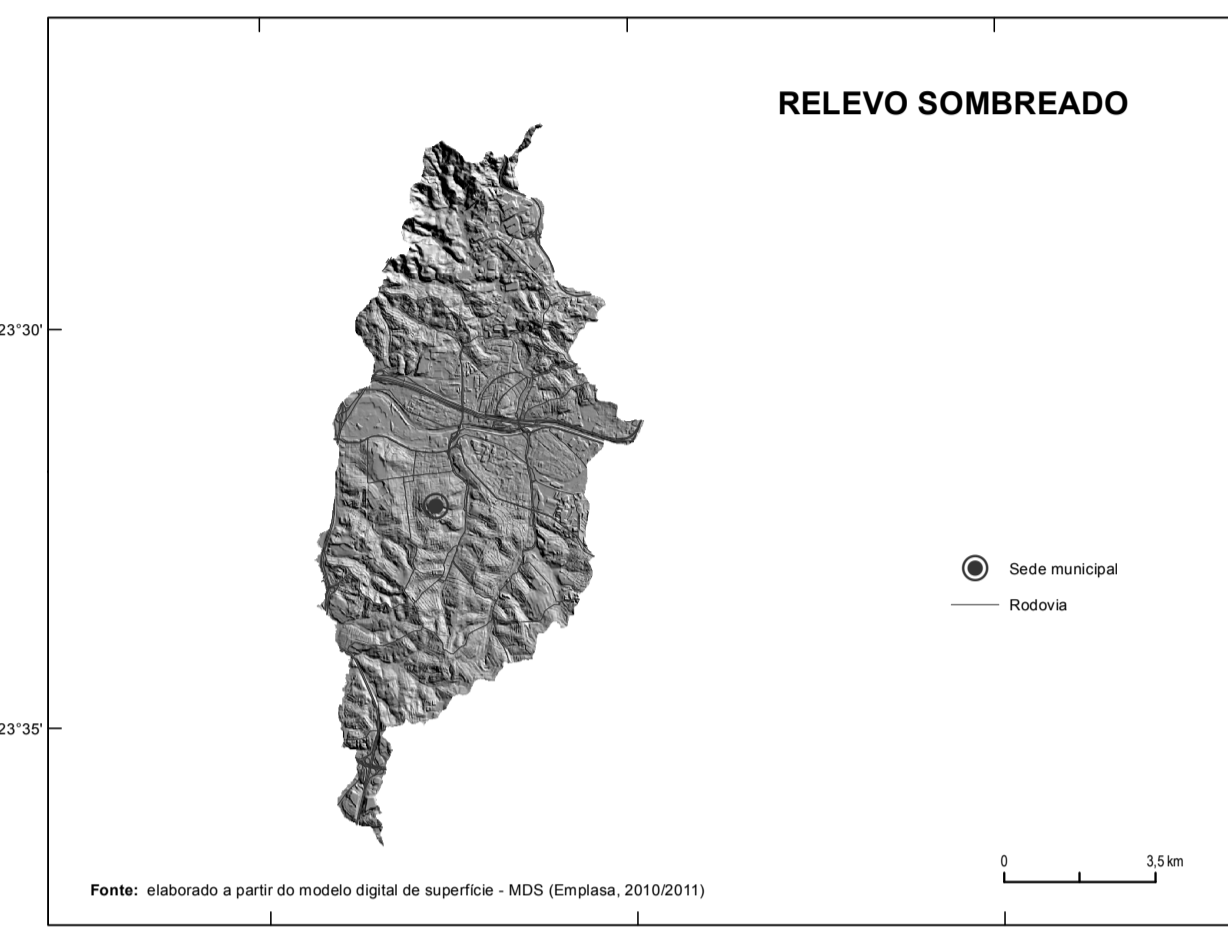 RELEVO SOMBREADO
23°30'
Sede municipal
Rodovia
23°35'
0 3,5 km
Fonte: elaborado a partir do modelo digital de superfície - MDS (Emplasa, 2010/2011)